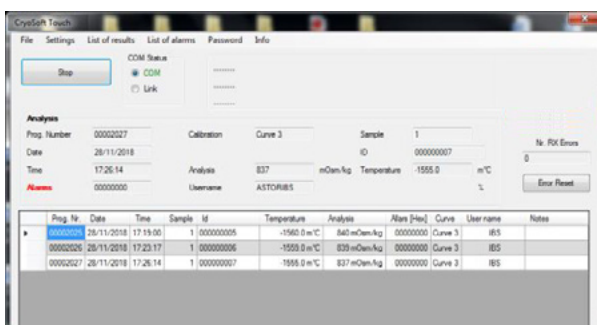 CryoSoft Touch
File Settings List of results List of alarms Password Info
Stop
COM Status
COM
Link
Analysis
Prog. Number 00002027 Calibration Curve 3 Sample 1
Date 28/11/2018 ID 000000007
Nr. RX Errors
0
Time 17:26:14 Analysis 837 mOsm/kg Temperature -1555.0 m°C
Alarms 00000000 Username ASTORIBS
Error Reset
Prog. Nr. Date Time Sample Id Temperature Analysis Allars [Hex] Curve User name Notes
00002025 28/11/2018 17:19:00 1 000000005 -1560.0 m°C 840 mOsm/kg 00000000 Curve 3 IBS
00002026 28/11/2018 17:23:17 1 000000006 -1559.0 m°C 839 mOsm/kg 00000000 Curve 3 IBS
00002027 28/11/2018 17:26:14 1 000000007 -1555.0 m°C 837 mOsm/kg 00000000 Curve 3 IBS